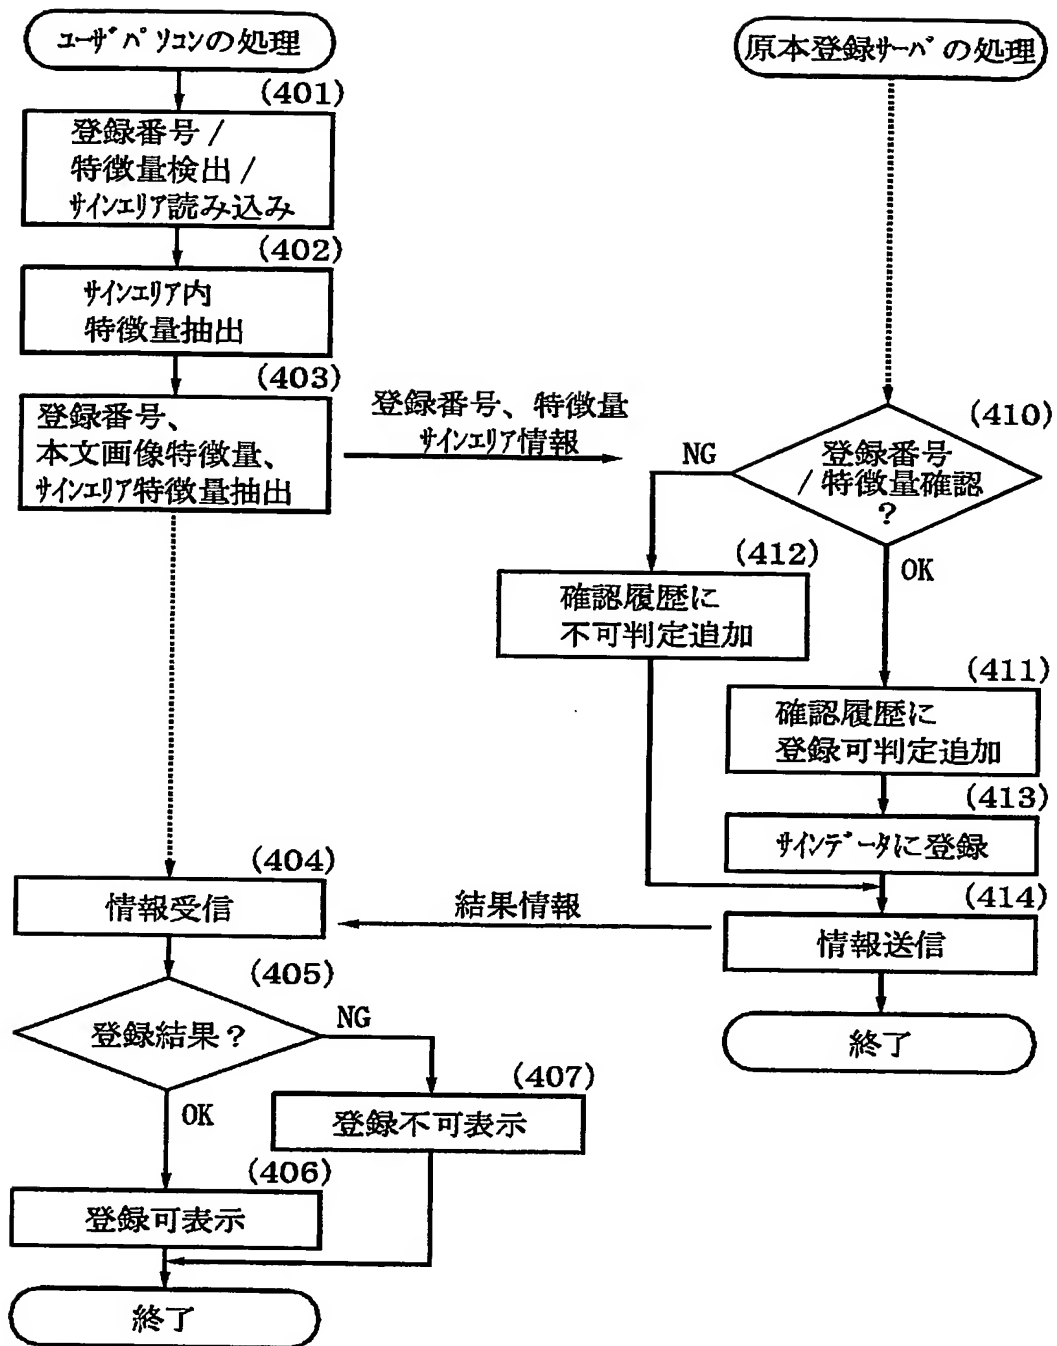 ユーザパソコンの処理
(401)
登録番号/
特徴量検出/
サインエリア読み込み
(402)
サインエリア内
特徴量抽出
(403)
登録番号、
本文画像特徴量、
サインエリア特徴量抽出
登録番号、特徴量
サインエリア情報
原本登録サーバの処理
(410)
登録番号
/特徴量確認
?
NG
OK
(412)
確認履歴に
不可判定追加
(411)
確認履歴に
登録可判定追加
(413)
サインデータに登録
(414)
情報送信
終了
結果情報
(404)
情報受信
(405)
登録結果?
NG
OK
(407)
登録不可表示
(406)
登録可表示
終了